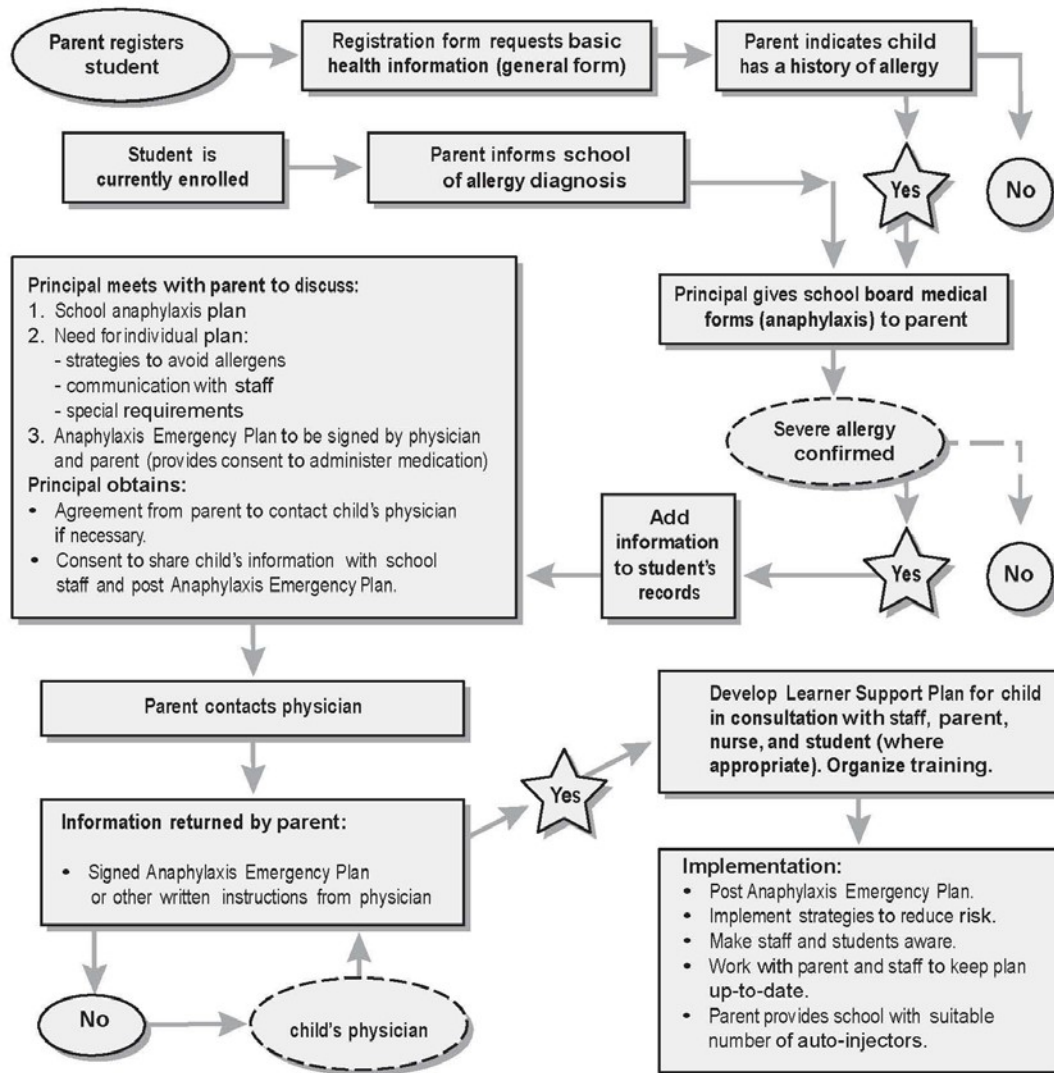 Parent registers
student
Registration form requests basic
health information (general form)
Parent indicates child
has a history of allergy
Student is
currently enrolled
Parent informs school
of allergy diagnosis
Yes
No
Principal gives school board medical
forms (anaphylaxis) to parent
Severe allergy
confirmed
Yes
No
Add
information
to student's
records
Principal meets with parent to discuss:
1. School anaphylaxis plan
2. Need for individual plan:
- strategies to avoid allergens
- communication with staff
- special requirements
3. Anaphylaxis Emergency Plan to be signed by physician
and parent (provides consent to administer medication)
Principal obtains:
• Agreement from parent to contact child's physician
if necessary.
• Consent to share child's information with school
staff and post Anaphylaxis Emergency Plan.
Parent contacts physician
Information returned by parent:
• Signed Anaphylaxis Emergency Plan
or other written instructions from physician
No
child's physician
Yes
Develop Learner Support Plan for child
in consultation with staff, parent,
nurse, and student (where
appropriate). Organize training.
Implementation:
• Post Anaphylaxis Emergency Plan.
• Implement strategies to reduce risk.
• Make staff and students aware.
• Work with parent and staff to keep plan
up-to-date.
• Parent provides school with suitable
number of auto-injectors.